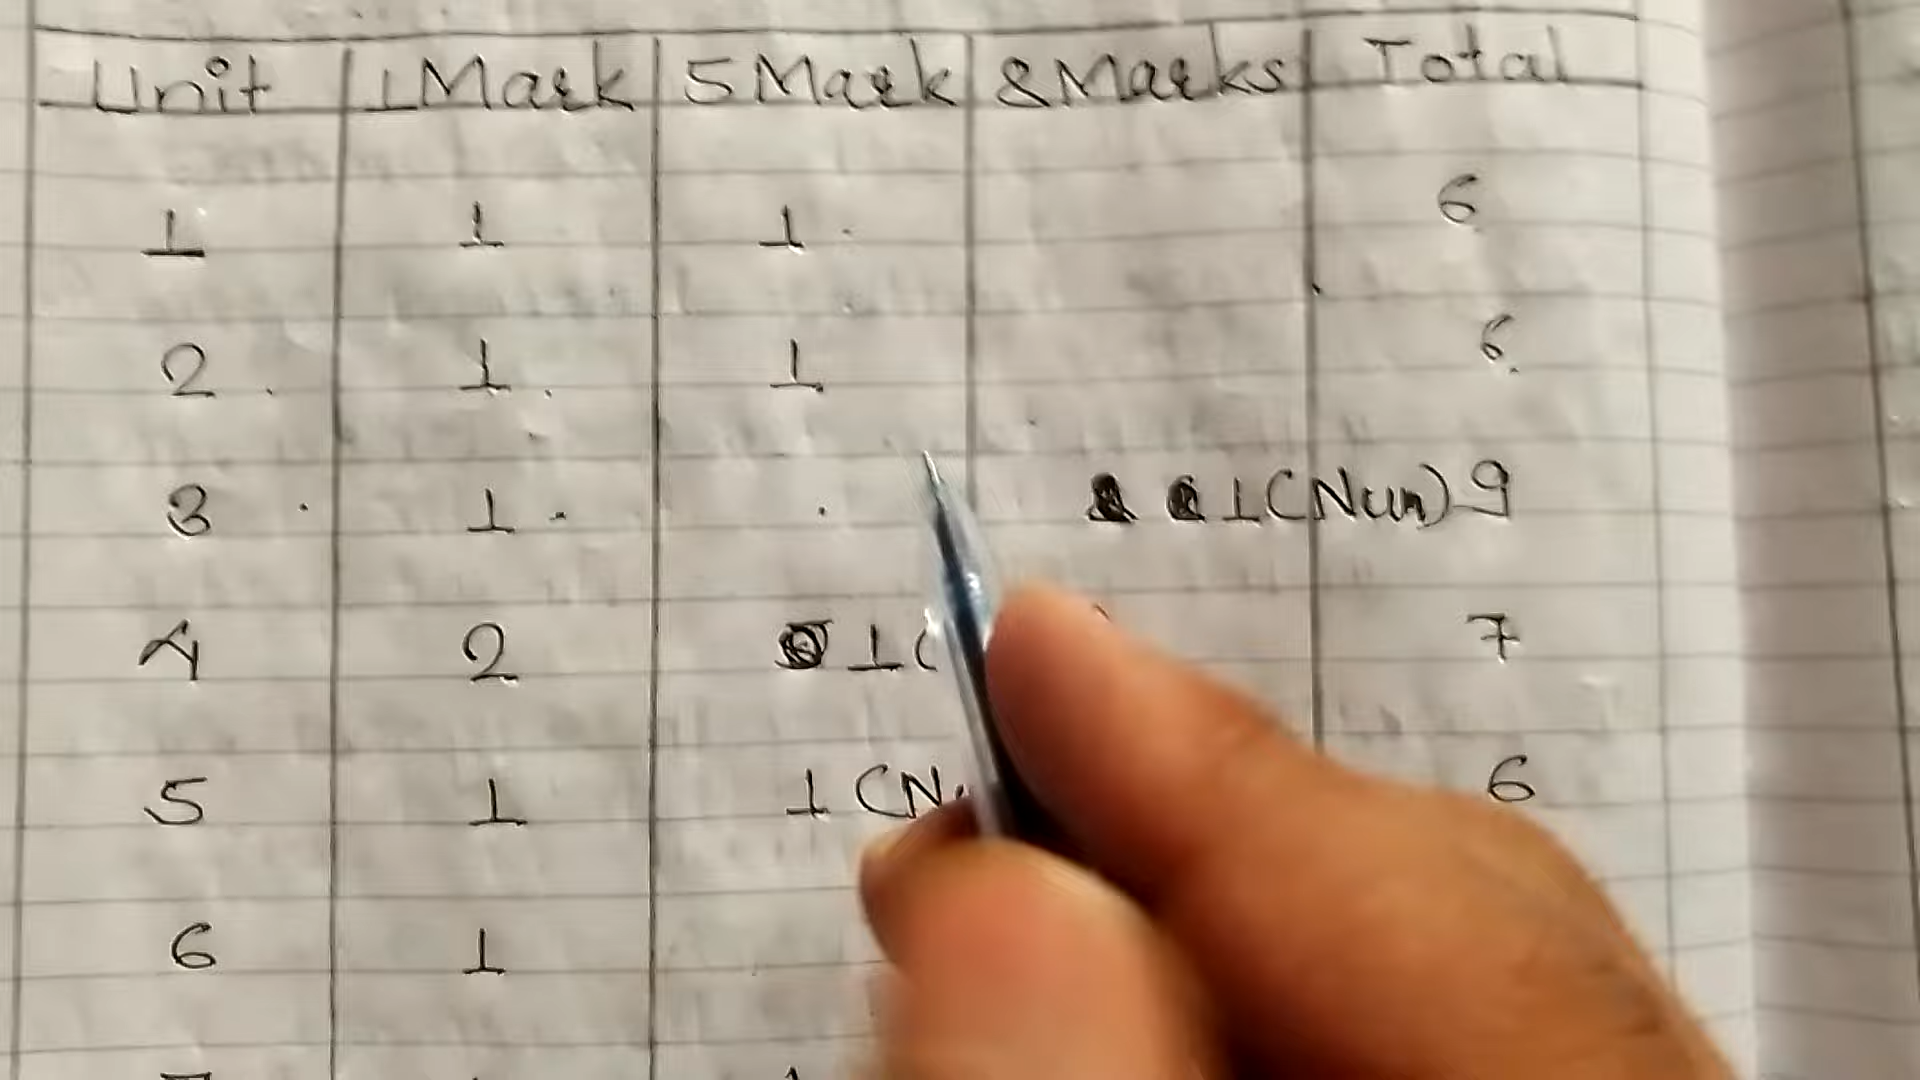 Unit 1Mark 5Mark 8Marks Total
1 1 1 6
2 1 1 6
3 1 1(Num) 9
4 2 1( 7
5 1 1 (N 6
6 1